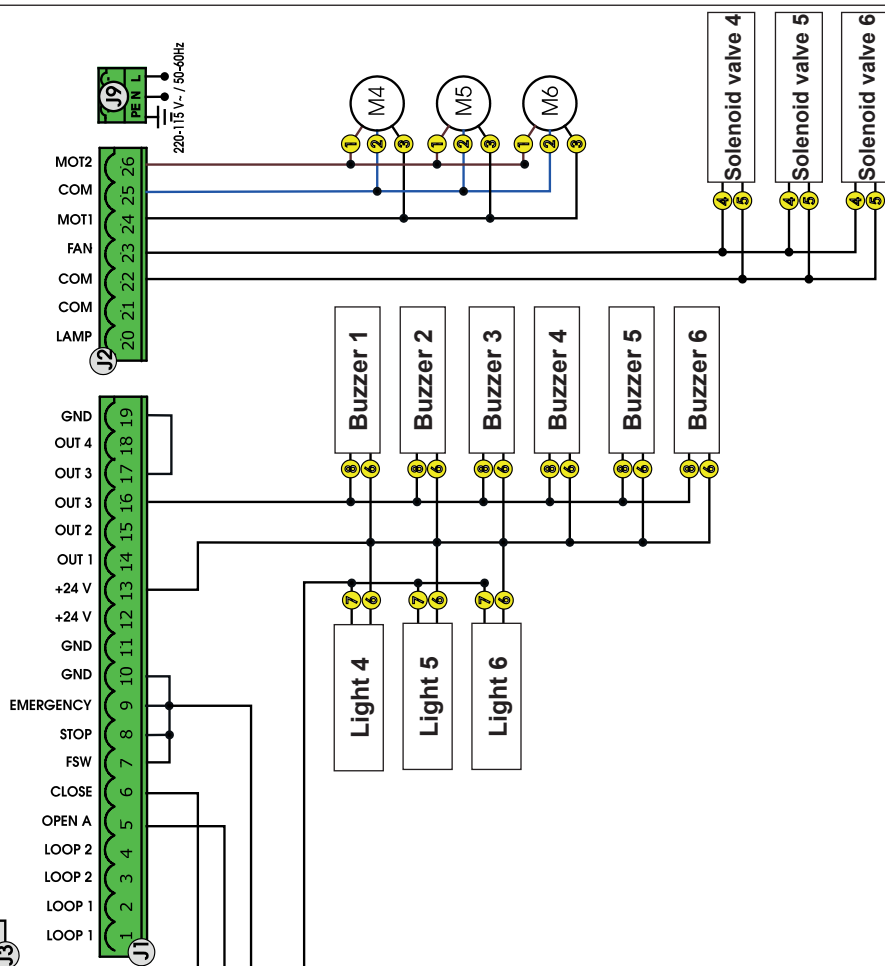 J9
PE N L
220-115 V~ / 50-60Hz
MOT2 26
COM 25
MOT1 24
FAN 23
COM 22
COM 21
LAMP 20
J2
M4
1
2
3
M5
1
2
3
M6
1
2
3
Solenoid valve 4
4
5
Solenoid valve 5
4
5
Solenoid valve 6
4
5
GND 19
OUT 4 18
OUT 3 17
OUT 3 16
OUT 2 15
OUT 1 14
+24 V 13
+24 V 12
GND 11
GND 10
EMERGENCY 9
STOP 8
FSW 7
CLOSE 6
OPEN A 5
LOOP 2 4
LOOP 2 3
LOOP 1 2
LOOP 1 1
J1
J3
Buzzer 1
8
6
Buzzer 2
8
6
Buzzer 3
8
6
Buzzer 4
8
6
Buzzer 5
8
6
Buzzer 6
8
6
Light 4
7
6
Light 5
7
6
Light 6
7
6